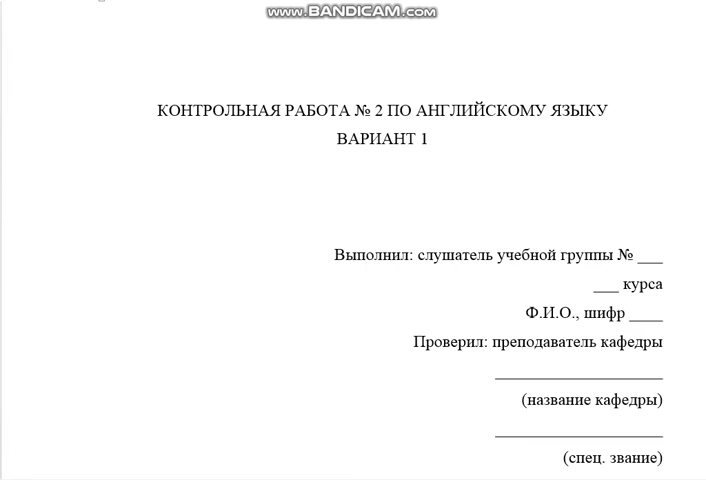 www.BANDICAM.com
КОНТРОЛЬНАЯ РАБОТА № 2 ПО АНГЛИЙСКОМУ ЯЗЫКУ
ВАРИАНТ 1
Выполнил: слушатель учебной группы № ___
___ курса
Ф.И.О., шифр ____
Проверил: преподаватель кафедры
____________________
(название кафедры)
____________________
(спец. звание)